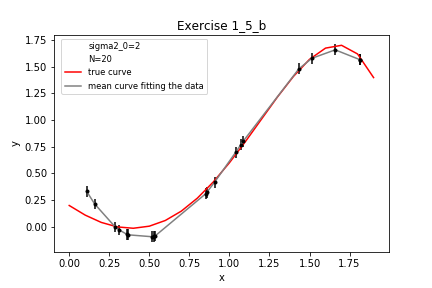 Exercise 1_5_b
sigma2_0=2
N=20
true curve
mean curve fitting the data
y
1.75
1.50
1.25
1.00
0.75
0.50
0.25
0.00
0.00 0.25 0.50 0.75 1.00 1.25 1.50 1.75
x